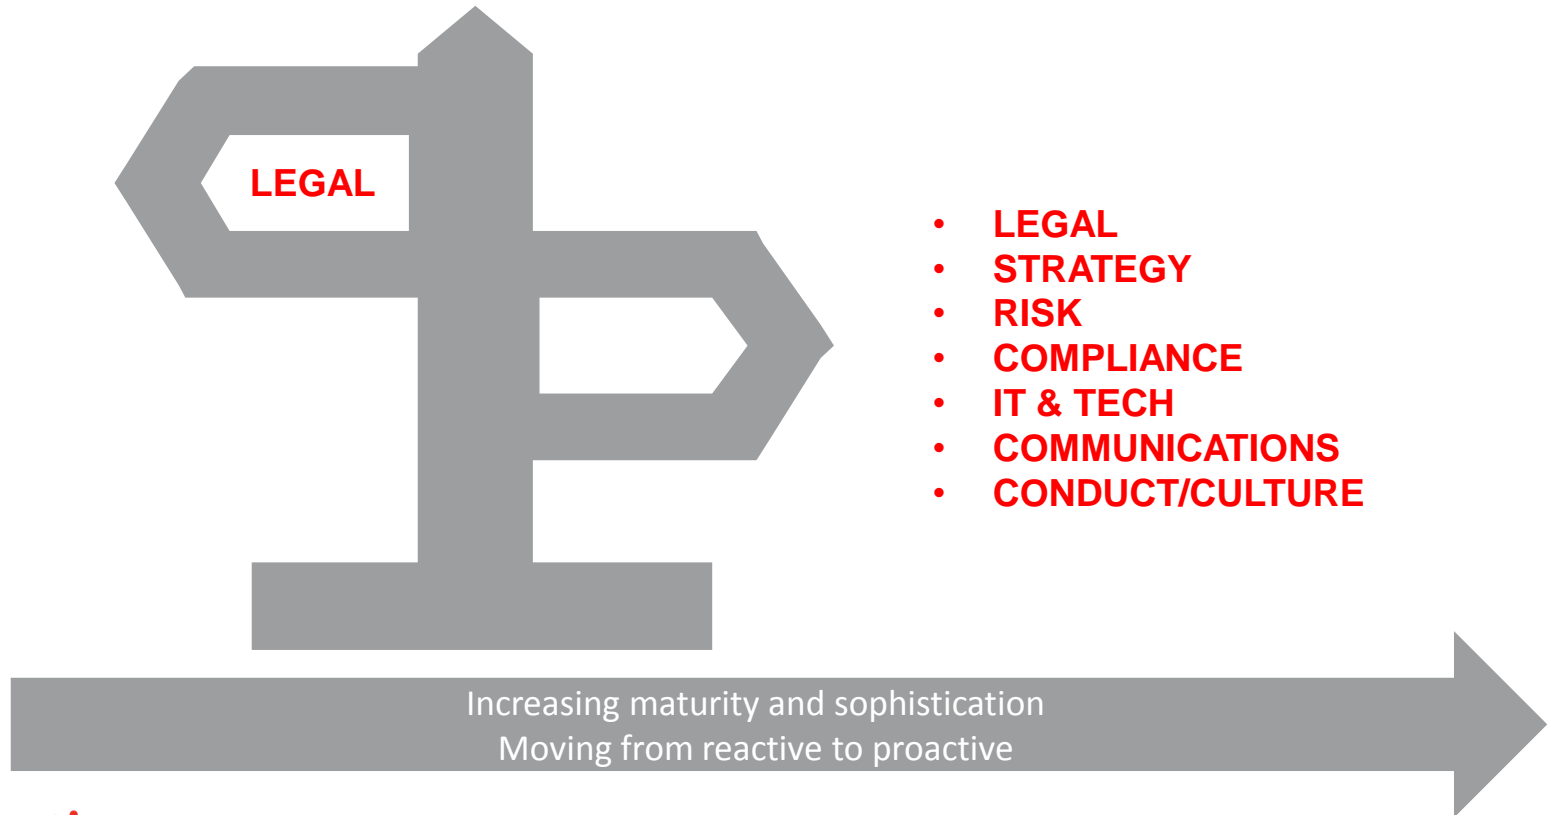 LEGAL
• LEGAL
• STRATEGY
• RISK
• COMPLIANCE
• IT & TECH
• COMMUNICATIONS
• CONDUCT/CULTURE
Increasing maturity and sophistication
Moving from reactive to proactive